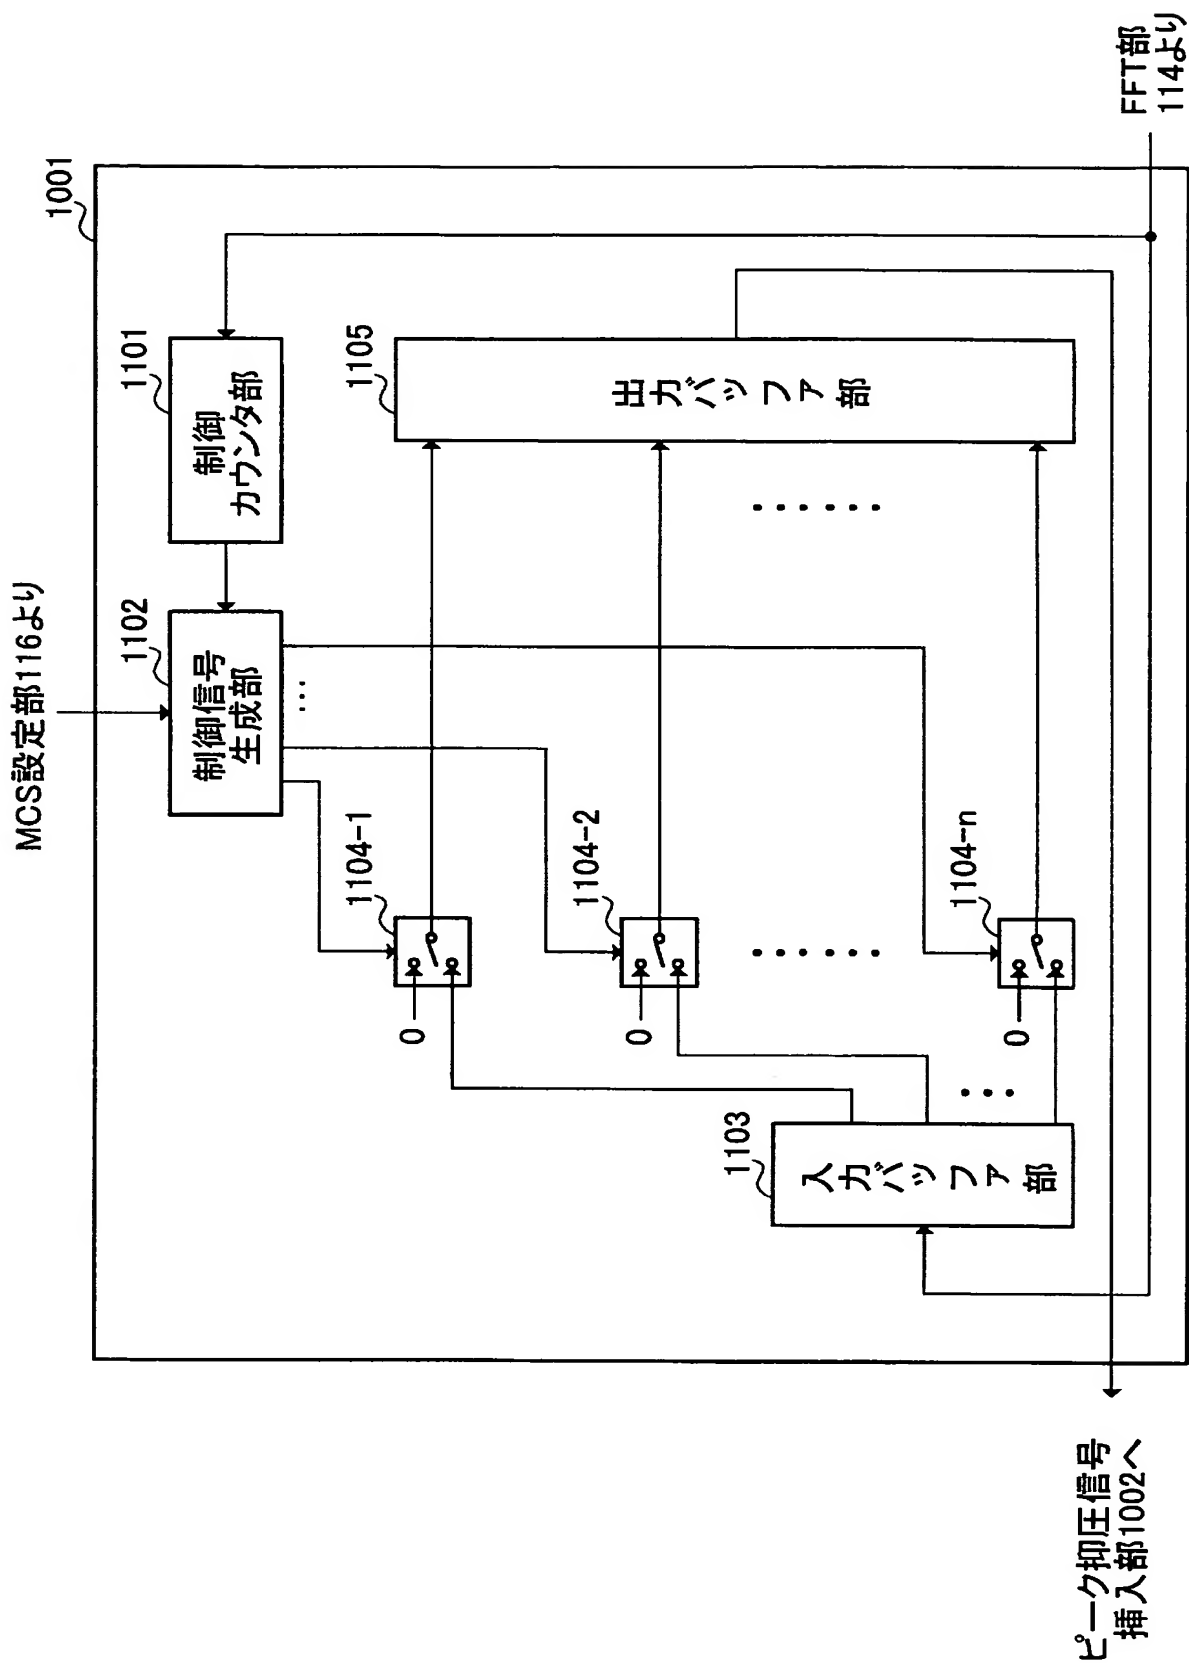 MCS設定部116より
1001
1102
制御信号
生成部
1101
制御
カウンタ部
FFT部
114より
1104-1
0
1105
出力バッファ部
1104-2
0
......
......
...
1104-n
0
1103
入力バッファ部
...
ピーク抑圧信号
挿入部1002へ